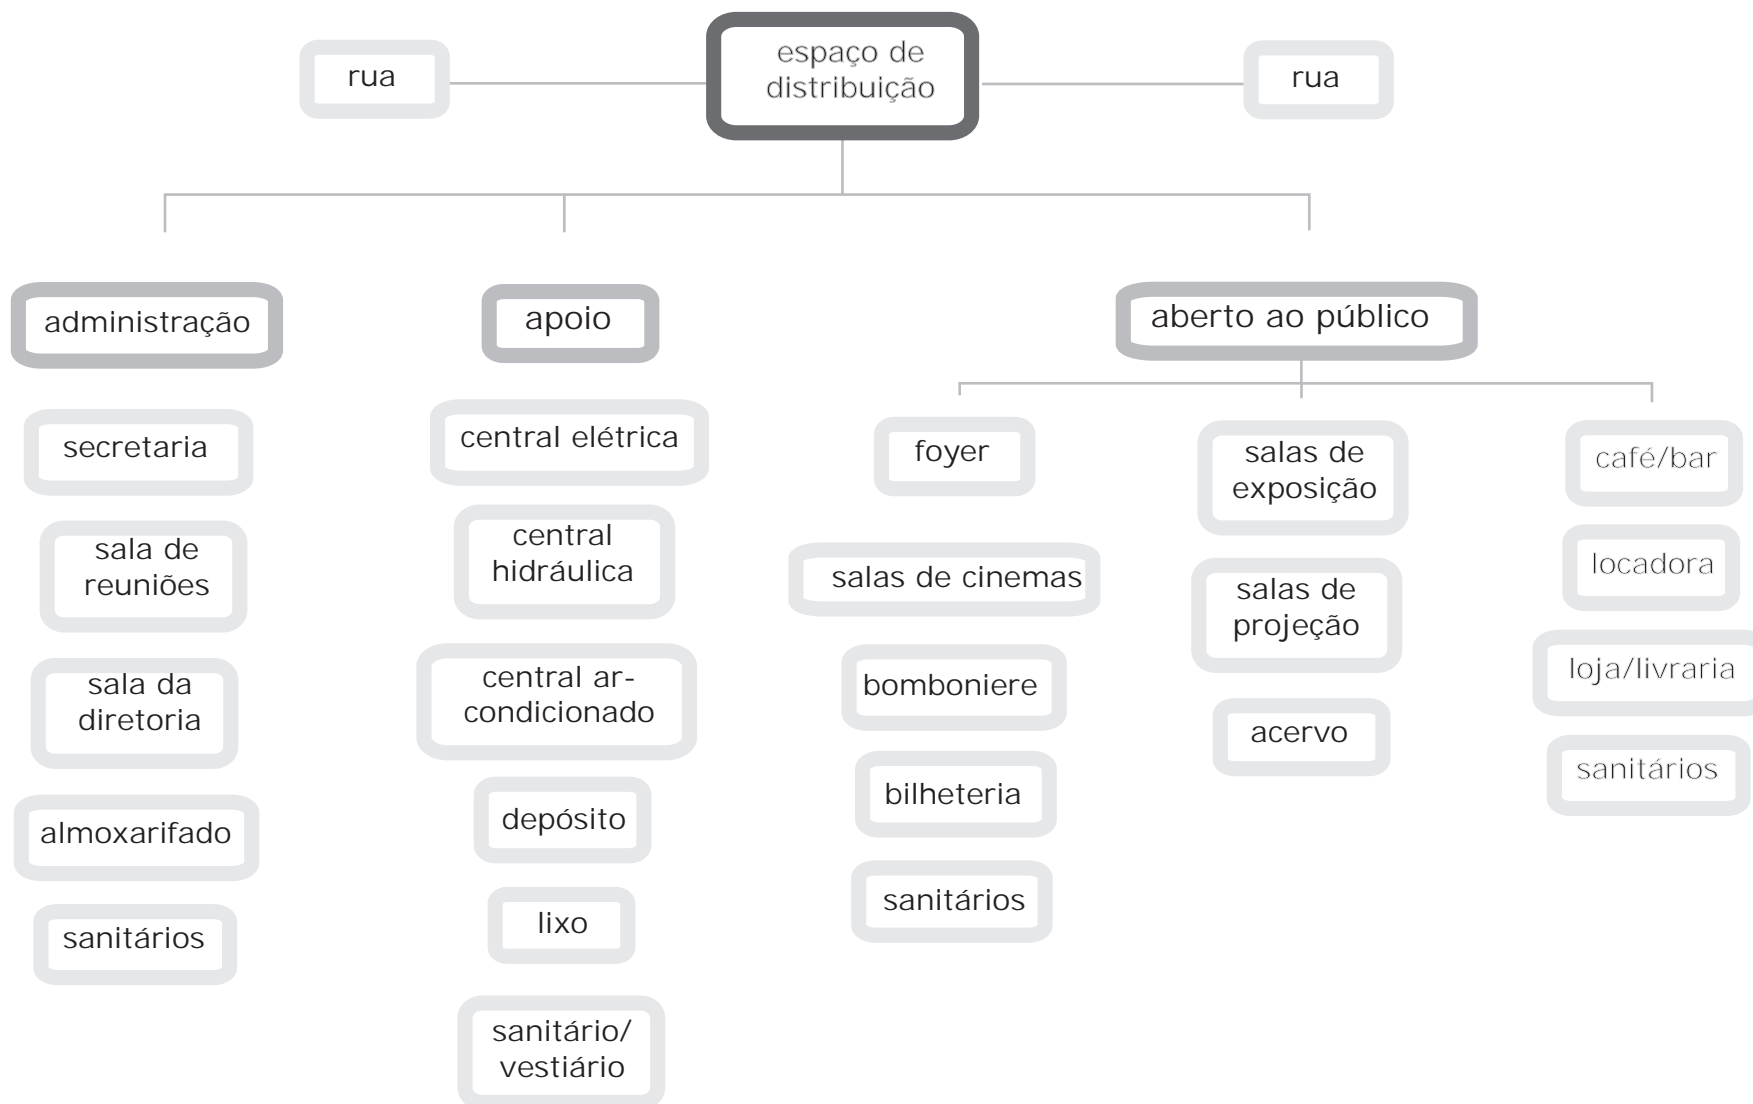 rua
espaço de
distribuição
rua
administração
apoio
aberto ao público
secretaria
sala de
reuniões
sala da
diretoria
almoxarifado
sanitários
central elétrica
central
hidráulica
central ar-
condicionado
depósito
lixo
sanitário/
vestiário
foyer
salas de cinemas
bomboniere
bilheteria
sanitários
salas de
exposição
salas de
projeção
acervo
café/bar
locadora
loja/livraria
sanitários